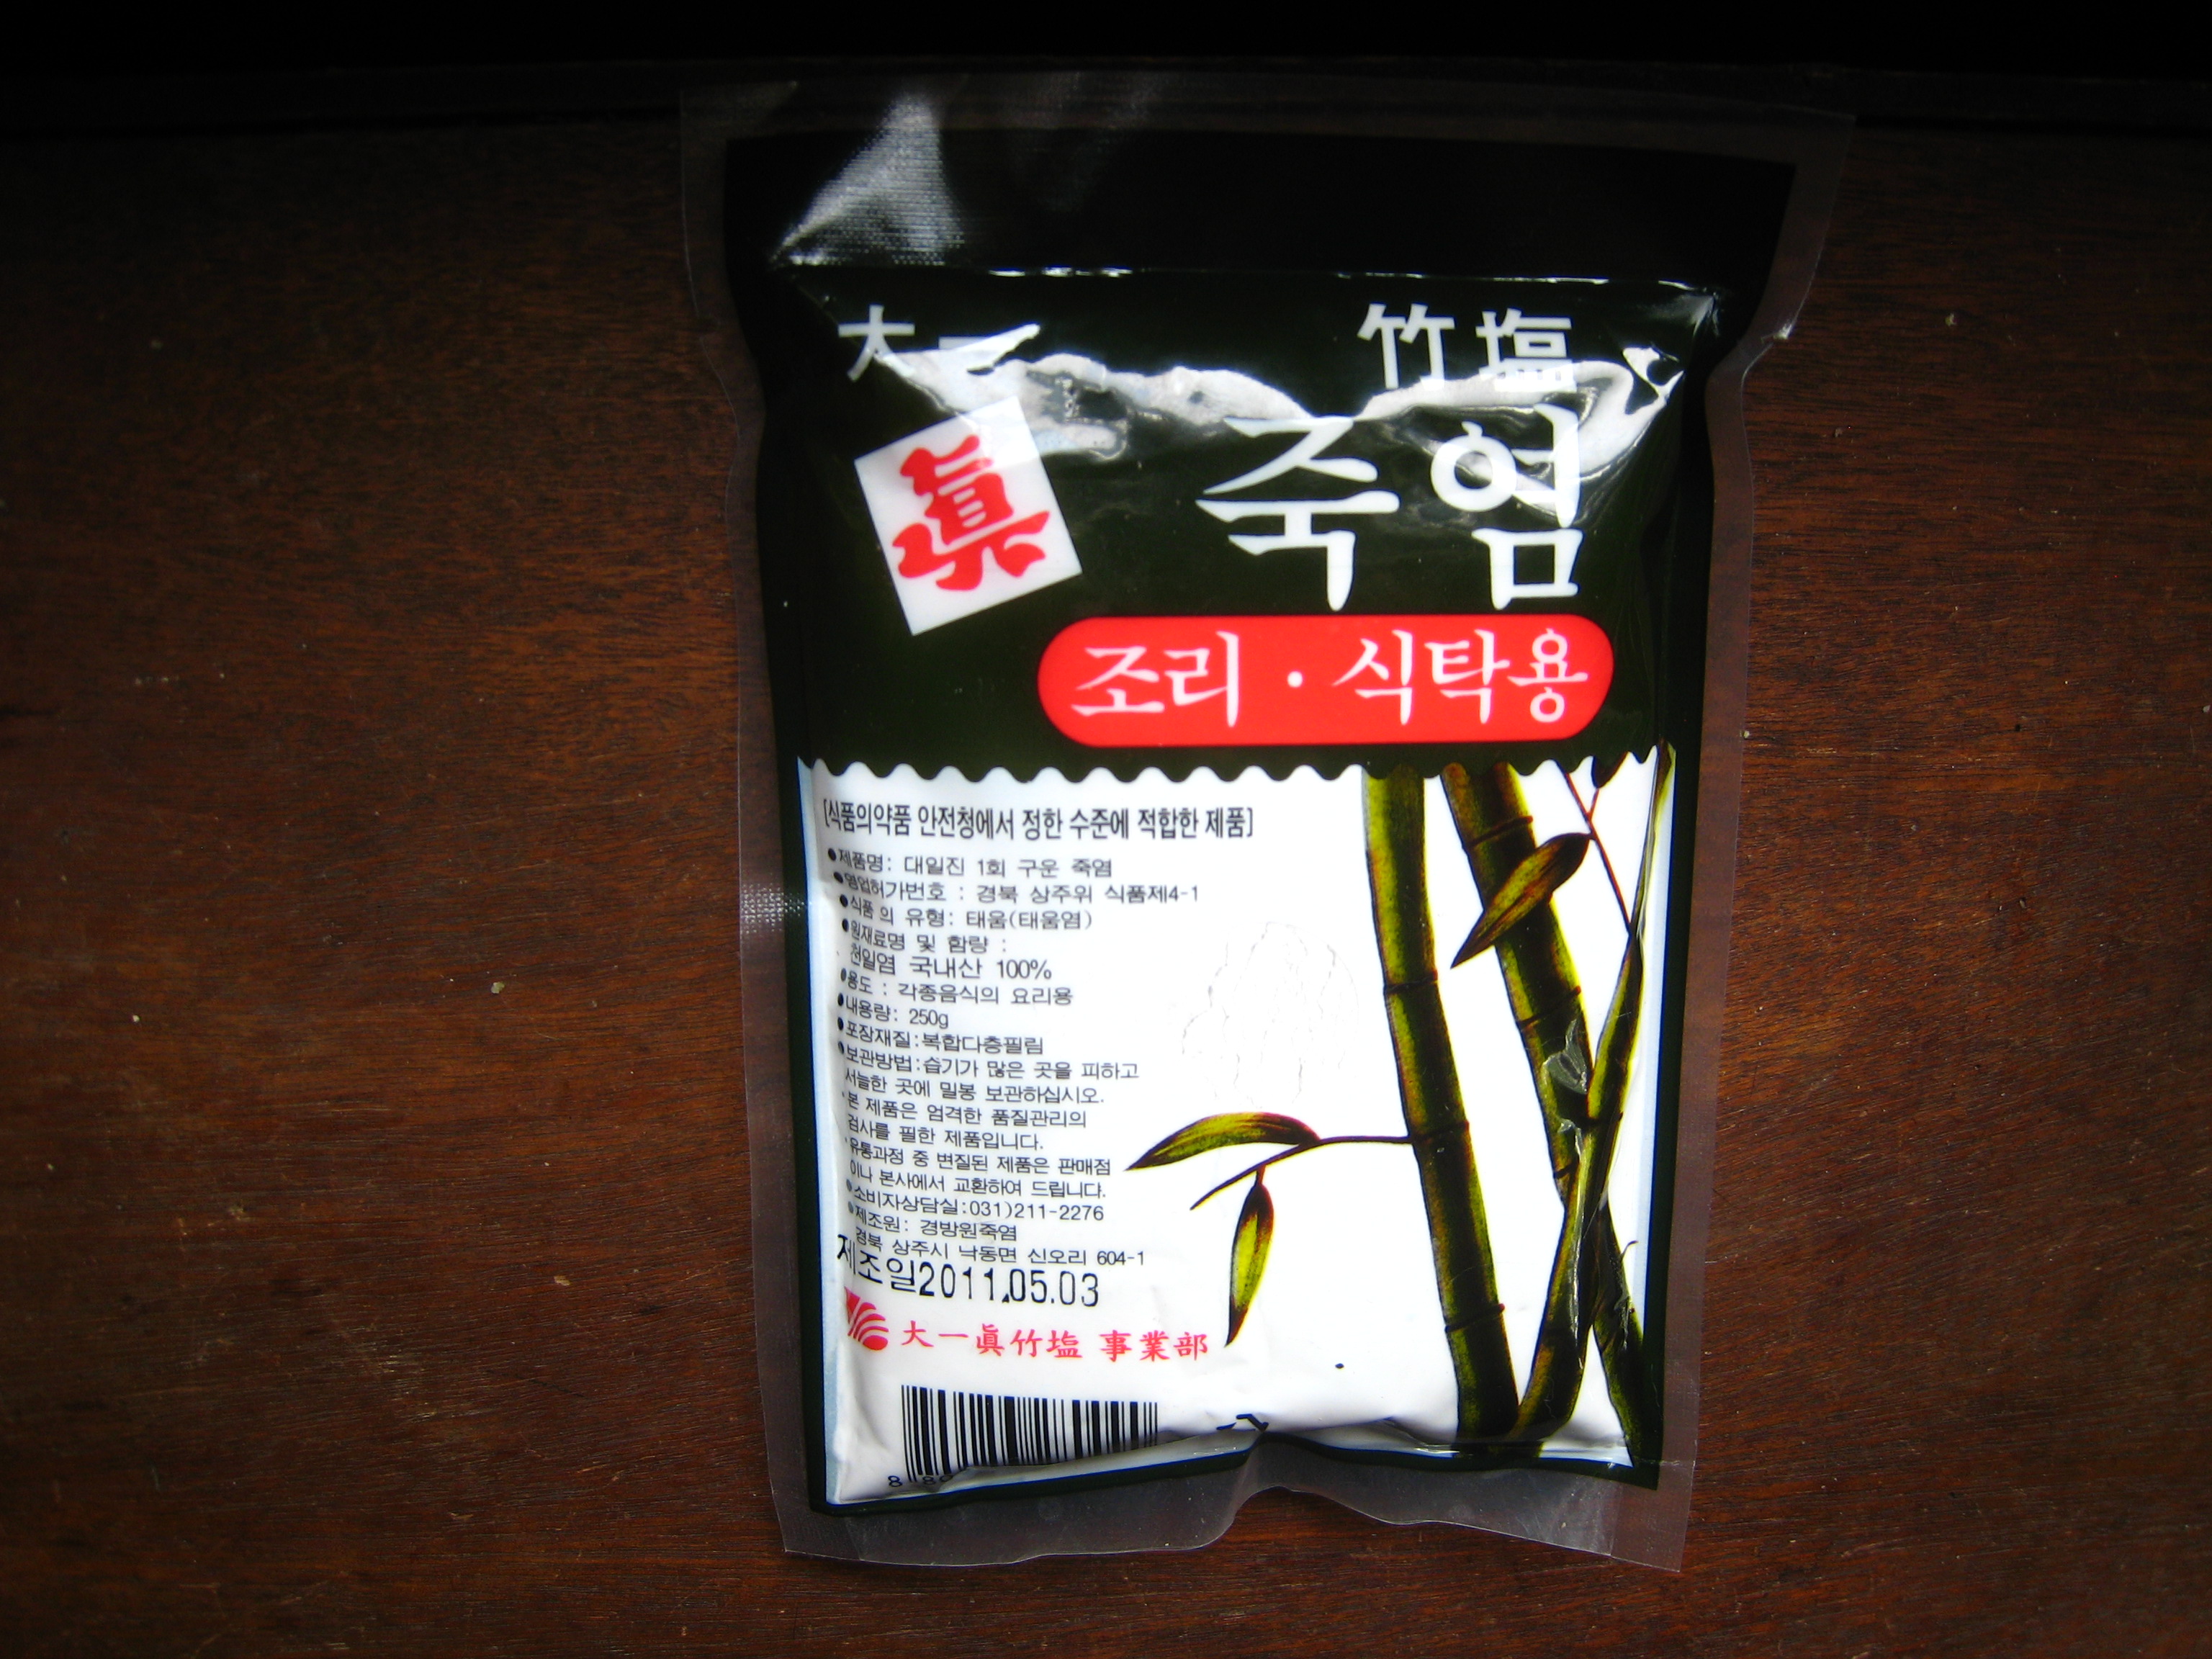 大一 竹塩
眞 죽염
조리 · 식탁용
[식품의약품 안전청에서 정한 수준에 적합한 제품]
●제품명: 대일진 1회 구운 죽염
●영업허가번호 : 경북 상주위 식품제4-1
●식품의 유형: 태움(태움염)
●원재료명 및 함량 :
천일염 국내산 100%
●용도 : 각종음식의 요리용
●내용량: 250g
●포장재질:복합다층필림
●보관방법:습기가 많은 곳을 피하고
서늘한 곳에 밀봉 보관하십시오.
·본 제품은 엄격한 품질관리의
검사를 필한 제품입니다.
·유통과정 중 변질된 제품은 판매점
이나 본사에서 교환하여 드립니다.
●소비자상담실:031)211-2276
●제조원: 경방원죽염
경북 상주시 낙동면 신오리 604-1
제조일2011.05.03
大一眞竹塩 事業部